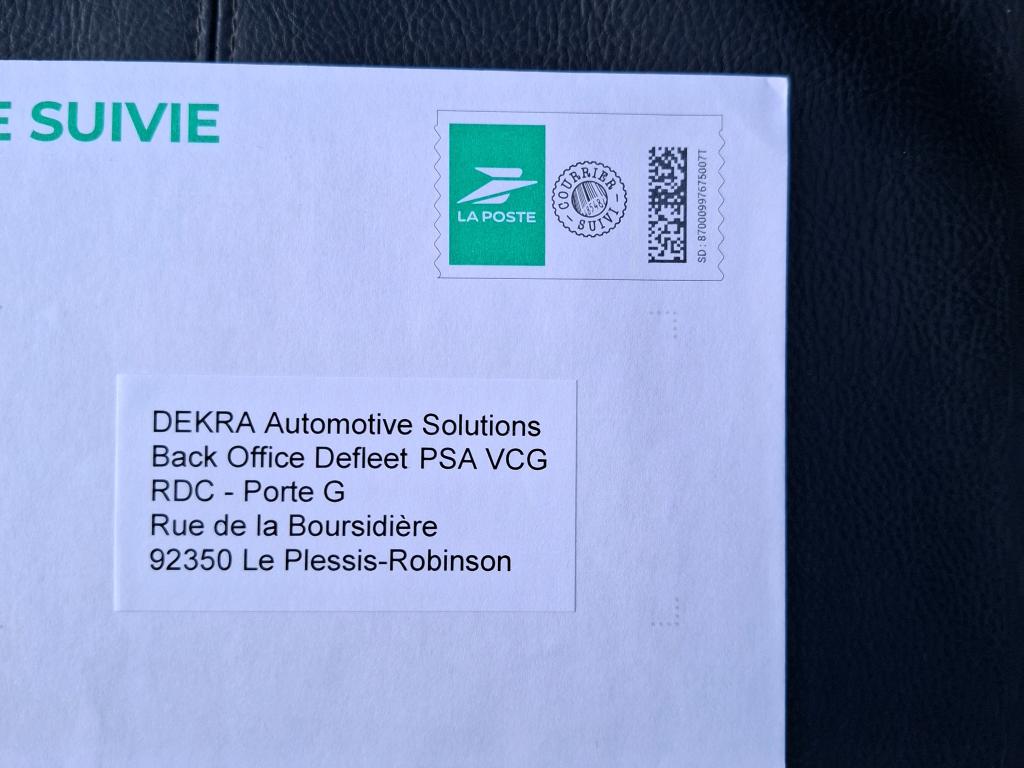 E SUIVIE
LA POSTE
COURRIER
SUIVI
SD : 87000997675007T
DEKRA Automotive Solutions
Back Office Defleet PSA VCG
RDC - Porte G
Rue de la Boursidière
92350 Le Plessis-Robinson